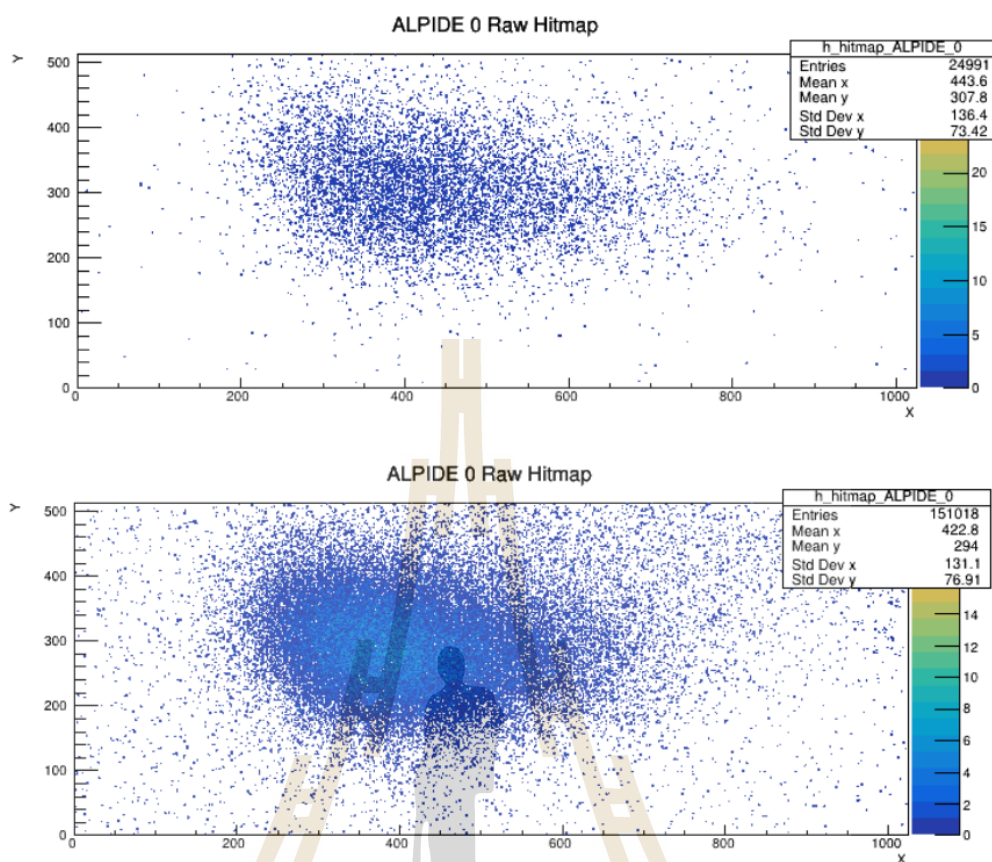 ALPIDE 0 Raw Hitmap
h_hitmap_ALPIDE_0
Entries 24991
Mean x 443.6
Mean y 307.8
Std Dev x 136.4
Std Dev y 73.42
Y
500
400
300
200
100
0
20
15
10
5
0
0 200 400 600 800 1000
X
ALPIDE 0 Raw Hitmap
h_hitmap_ALPIDE_0
Entries 151018
Mean x 422.8
Mean y 294
Std Dev x 131.1
Std Dev y 76.91
Y
500
400
300
200
100
0
14
12
10
8
6
4
2
0
0 200 400 600 800 1000
X